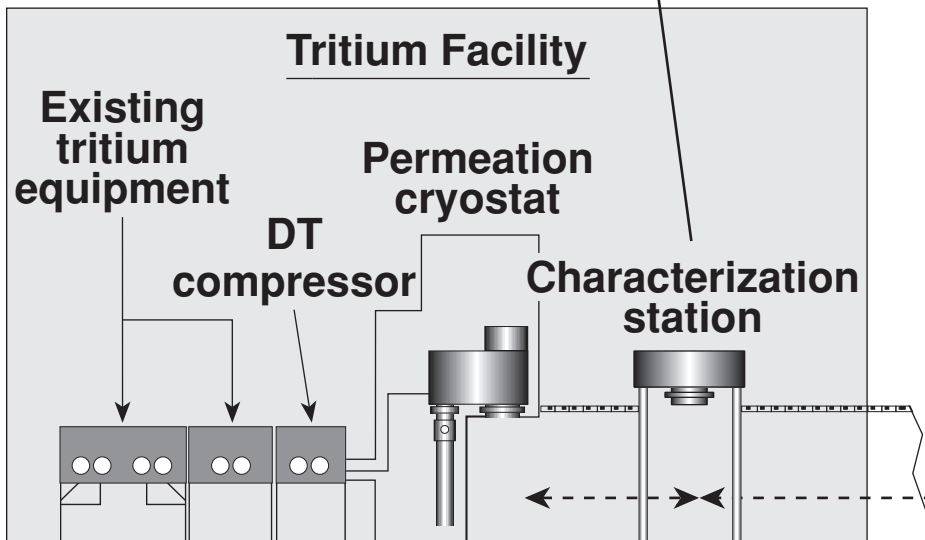 Tritium Facility
Existing
tritium
equipment
Permeation
cryostat
DT
compressor
Characterization
station